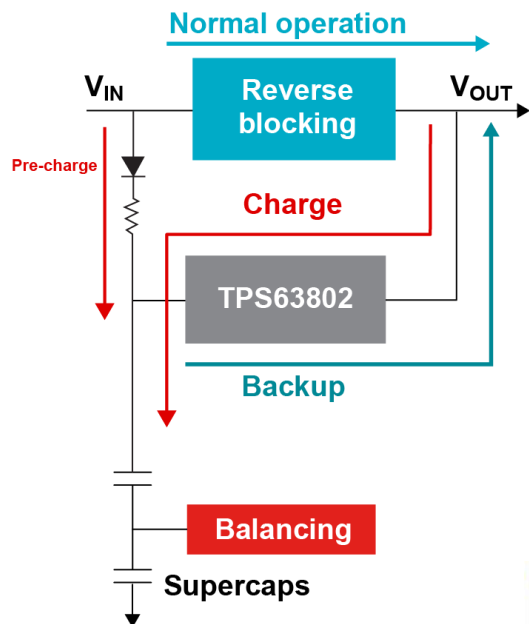 Normal operation
VIN
Reverse
blocking
VOUT
Pre-charge
Charge
TPS63802
Backup
Balancing
Supercaps